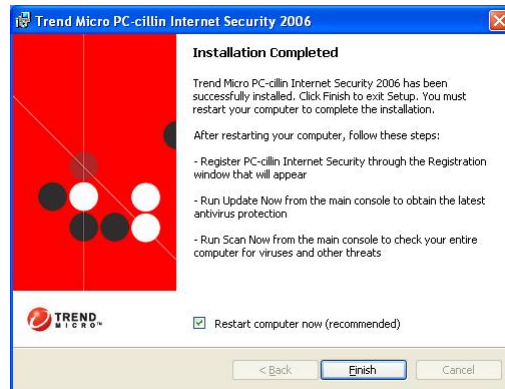 Trend Micro PC-cillin Internet Security 2006
Installation Completed
Trend Micro PC-cillin Internet Security 2006 has been
successfully installed. Click Finish to exit Setup. You must
restart your computer to complete the installation.
After restarting your computer, follow these steps:
- Register PC-cillin Internet Security through the Registration
window that will appear
- Run Update Now from the main console to obtain the latest
antivirus protection
- Run Scan Now from the main console to check your entire
computer for viruses and other threats
TREND
MICRO™
Restart computer now (recommended)
< Back
Finish
Cancel